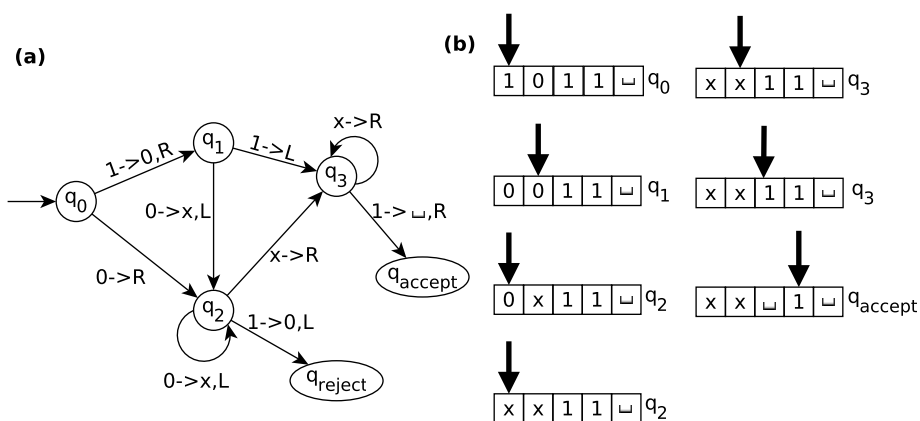 (a)
q0
1->0,R
q1
1->L
x->R
q3
0->x,L
0->R
x->R
1->␣,R
qaccept
q2
1->0,L
0->x,L
qreject
(b)
1 0 1 1 ␣ q0
0 0 1 1 ␣ q1
0 x 1 1 ␣ q2
x x 1 1 ␣ q2
x x 1 1 ␣ q3
x x 1 1 ␣ q3
x x ␣ 1 ␣ qaccept